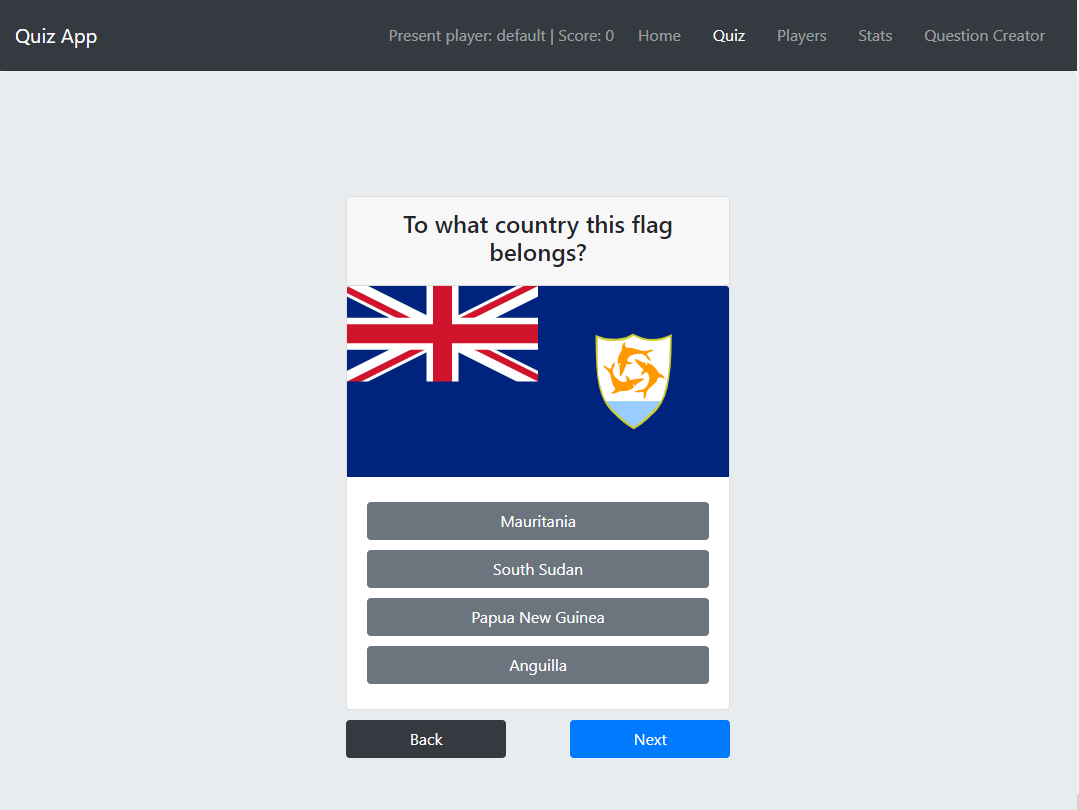 Quiz App
Present player: default | Score: 0
Home
Quiz
Players
Stats
Question Creator
To what country this flag
belongs?
Mauritania
South Sudan
Papua New Guinea
Anguilla
Back
Next